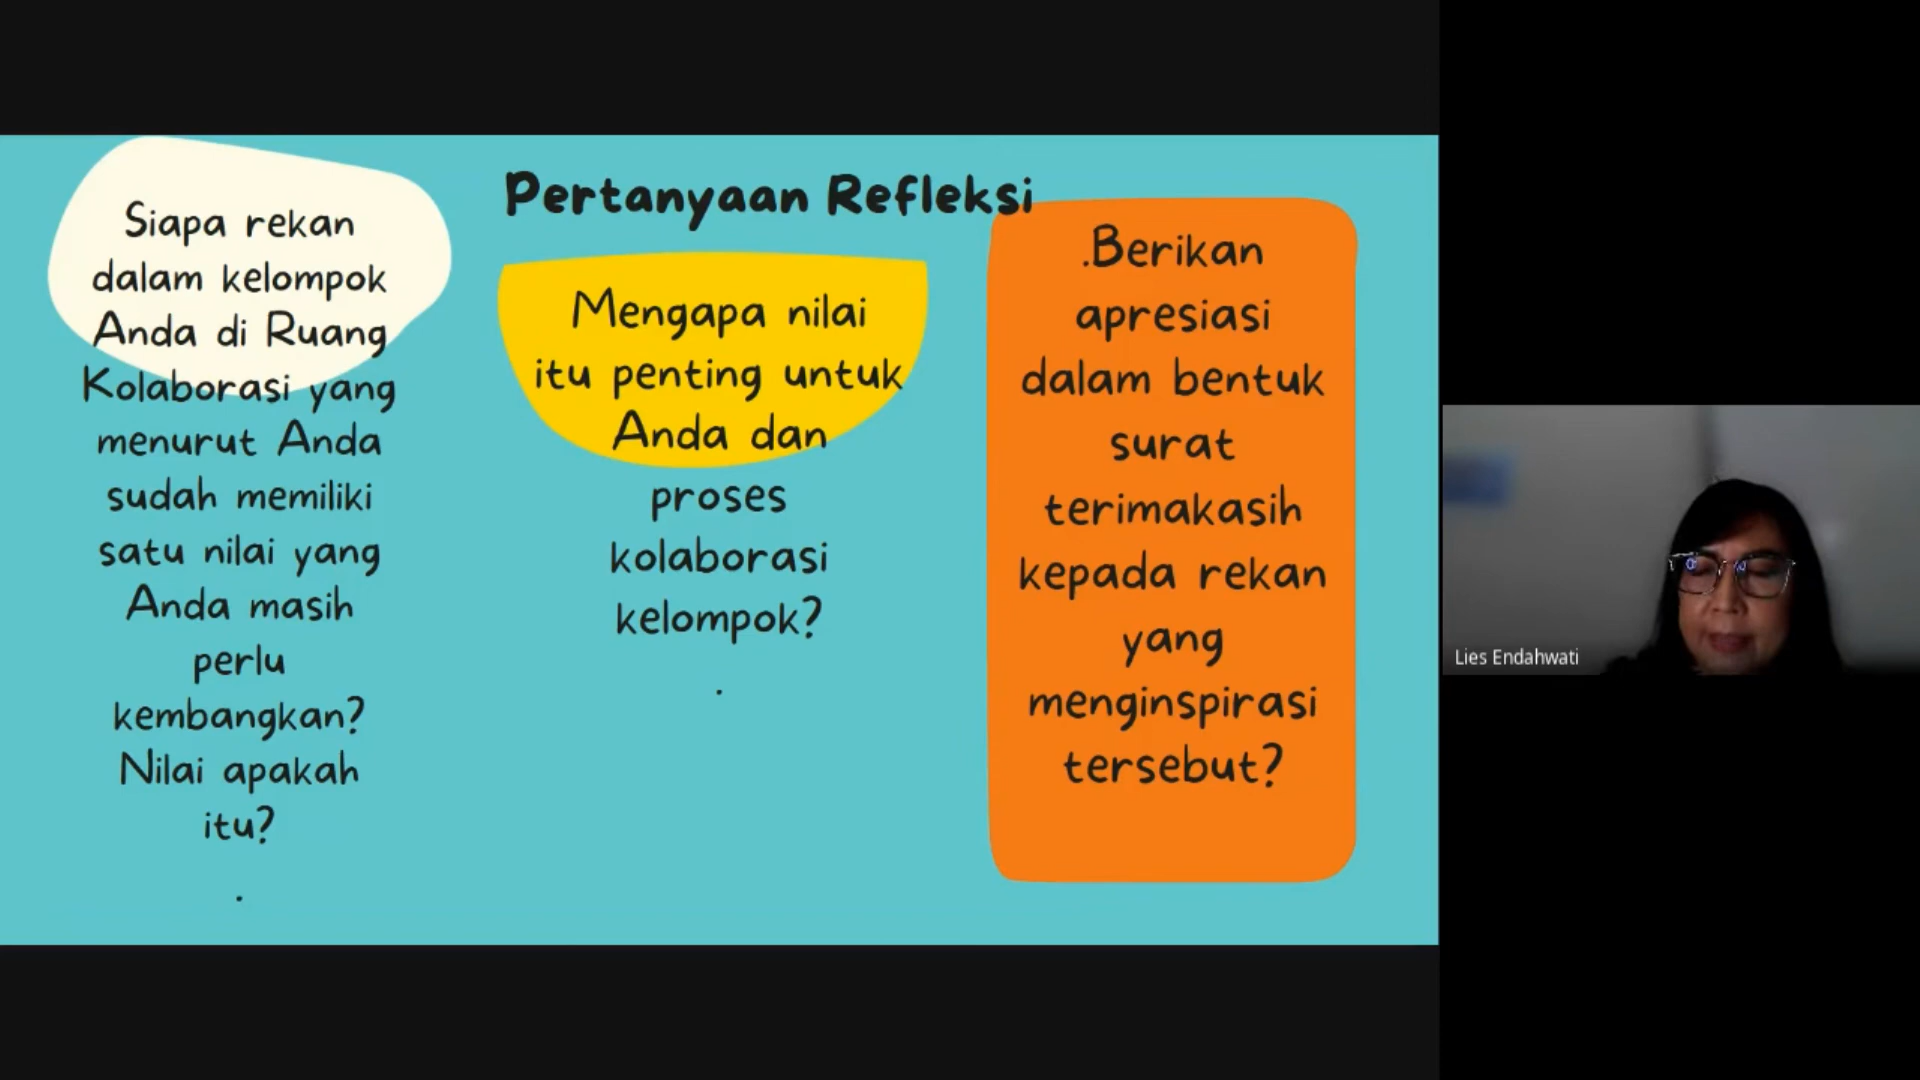 Pertanyaan Refleksi
Siapa rekan
dalam kelompok
Anda di Ruang
Kolaborasi yang
menurut Anda
sudah memiliki
satu nilai yang
Anda masih
perlu
kembangkan?
Nilai apakah
itu?
.
Mengapa nilai
itu penting untuk
Anda dan
proses
kolaborasi
kelompok?
.
.Berikan
apresiasi
dalam bentuk
surat
terimakasih
kepada rekan
yang
menginspirasi
tersebut?
Lies Endahwati